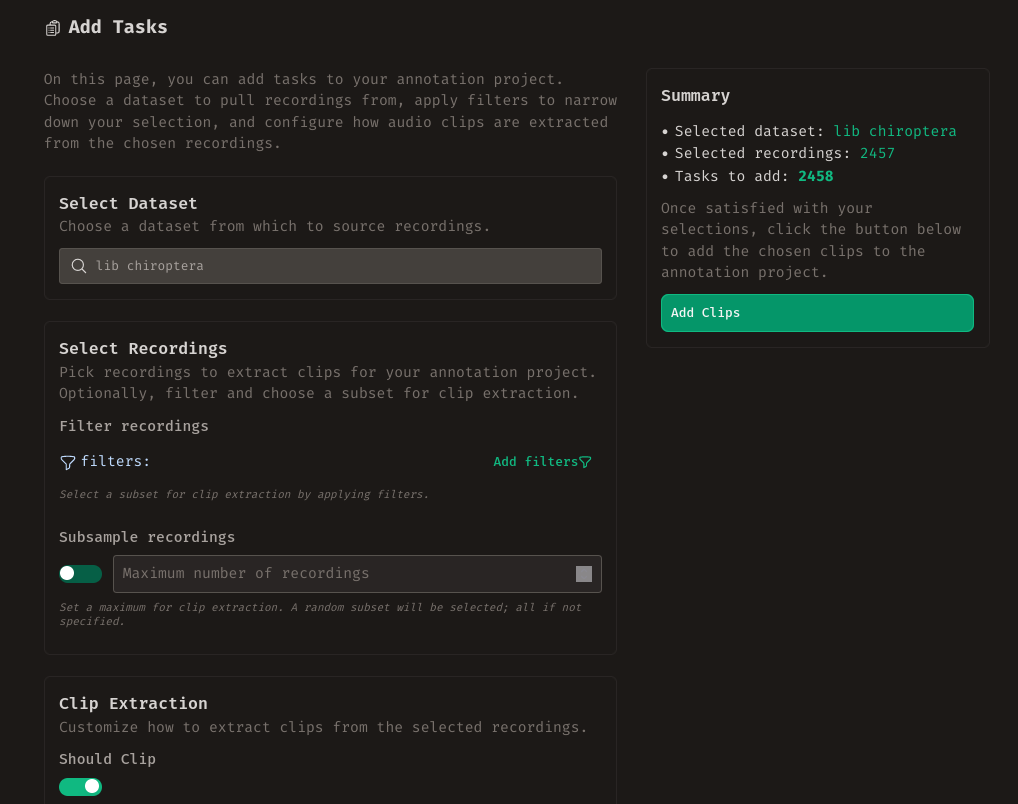 Add Tasks
On this page, you can add tasks to your annotation project.
Choose a dataset to pull recordings from, apply filters to narrow
down your selection, and configure how audio clips are extracted
from the chosen recordings.
Select Dataset
Choose a dataset from which to source recordings.
lib chiroptera
Select Recordings
Pick recordings to extract clips for your annotation project.
Optionally, filter and choose a subset for clip extraction.
Filter recordings
filters:
Add filters
Select a subset for clip extraction by applying filters.
Subsample recordings
Maximum number of recordings
Set a maximum for clip extraction. A random subset will be selected; all if not
specified.
Clip Extraction
Customize how to extract clips from the selected recordings.
Should Clip
Summary
• Selected dataset: lib chiroptera
• Selected recordings: 2457
• Tasks to add: 2458
Once satisfied with your
selections, click the button below
to add the chosen clips to the
annotation project.
Add Clips